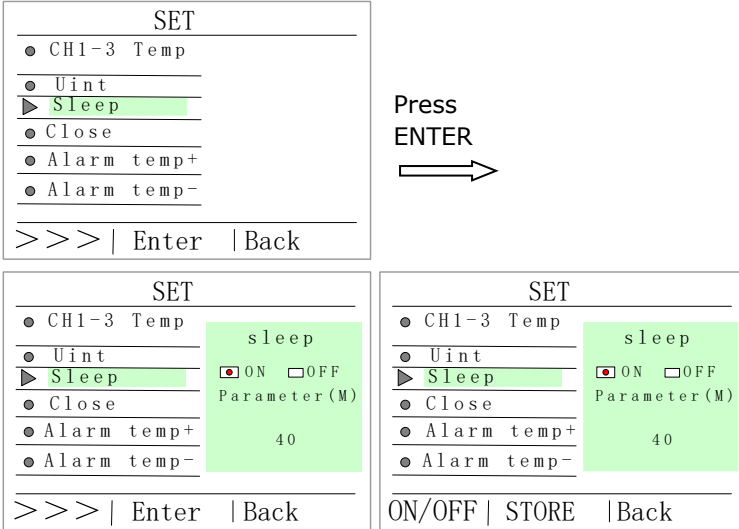 SET
CH1-3 Temp
Uint
Sleep
Close
Alarm temp+
Alarm temp-
>>>| Enter |Back
Press
ENTER
SET
CH1-3 Temp
Uint
Sleep
Close
Alarm temp+
Alarm temp-
sleep
ON OFF
Parameter(M)
40
>>>| Enter |Back
SET
CH1-3 Temp
Uint
Sleep
Close
Alarm temp+
Alarm temp-
sleep
ON OFF
Parameter(M)
40
ON/OFF| STORE |Back